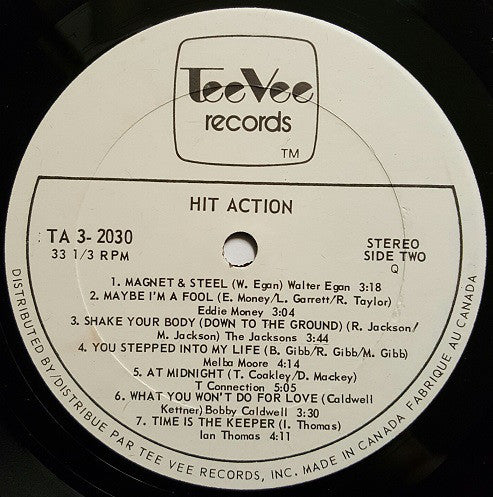 TeeVee
records
TM
HIT ACTION
TA 3-2030
33 1/3 RPM
STEREO
SIDE TWO
Q
1. MAGNET & STEEL (W. Egan) Walter Egan 3:18
2. MAYBE I'M A FOOL (E. Money/L. Garrett/R. Taylor)
Eddie Money 3:04
3. SHAKE YOUR BODY (DOWN TO THE GROUND) (R. Jackson/
M. Jackson) The Jacksons 3:44
4. YOU STEPPED INTO MY LIFE (B. Gibb/R. Gibb/M. Gibb)
Melba Moore 4:14
5. AT MIDNIGHT (T. Coakley/D. Mackey)
T Connection 5:05
6. WHAT YOU WON'T DO FOR LOVE (Caldwell
Kettner) Bobby Caldwell 3:30
7. TIME IS THE KEEPER (I. Thomas)
Ian Thomas 4:11
DISTRIBUTED BY/DISTRIBUE PAR TEE VEE RECORDS, INC. MADE IN CANADA FABRIQUE AU CANADA